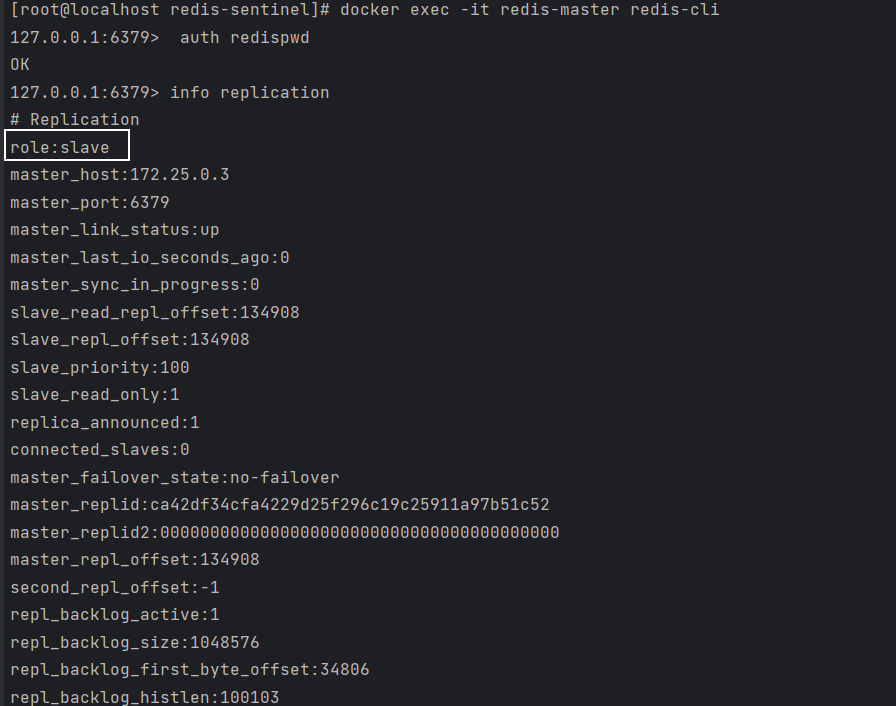 [root@localhost redis-sentinel]# docker exec -it redis-master redis-cli
127.0.0.1:6379>  auth redispwd
OK
127.0.0.1:6379> info replication
# Replication
role:slave
master_host:172.25.0.3
master_port:6379
master_link_status:up
master_last_io_seconds_ago:0
master_sync_in_progress:0
slave_read_repl_offset:134908
slave_repl_offset:134908
slave_priority:100
slave_read_only:1
replica_announced:1
connected_slaves:0
master_failover_state:no-failover
master_replid:ca42df34cfa4229d25f296c19c25911a97b51c52
master_replid2:0000000000000000000000000000000000000000
master_repl_offset:134908
second_repl_offset:-1
repl_backlog_active:1
repl_backlog_size:1048576
repl_backlog_first_byte_offset:34806
repl_backlog_histlen:100103